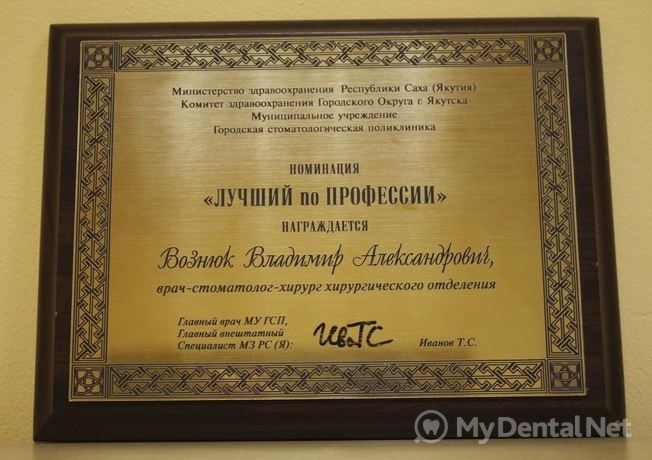 Министерство здравоохранения Республики Саха (Якутия)
Комитет здравоохранения Городского Округа г. Якутска
Муниципальное учреждение
Городская стоматологическая поликлиника
НОМИНАЦИЯ
«ЛУЧШИЙ по ПРОФЕССИИ»
НАГРАЖДАЕТСЯ
Вознюк Владимир Александрович,
врач-стоматолог-хирург хирургического отделения
Главный врач МУ ГСП,
Главный внештатный
Специалист МЗ РС (Я):
ИваТС
Иванов Т.С.
MyDentalNet